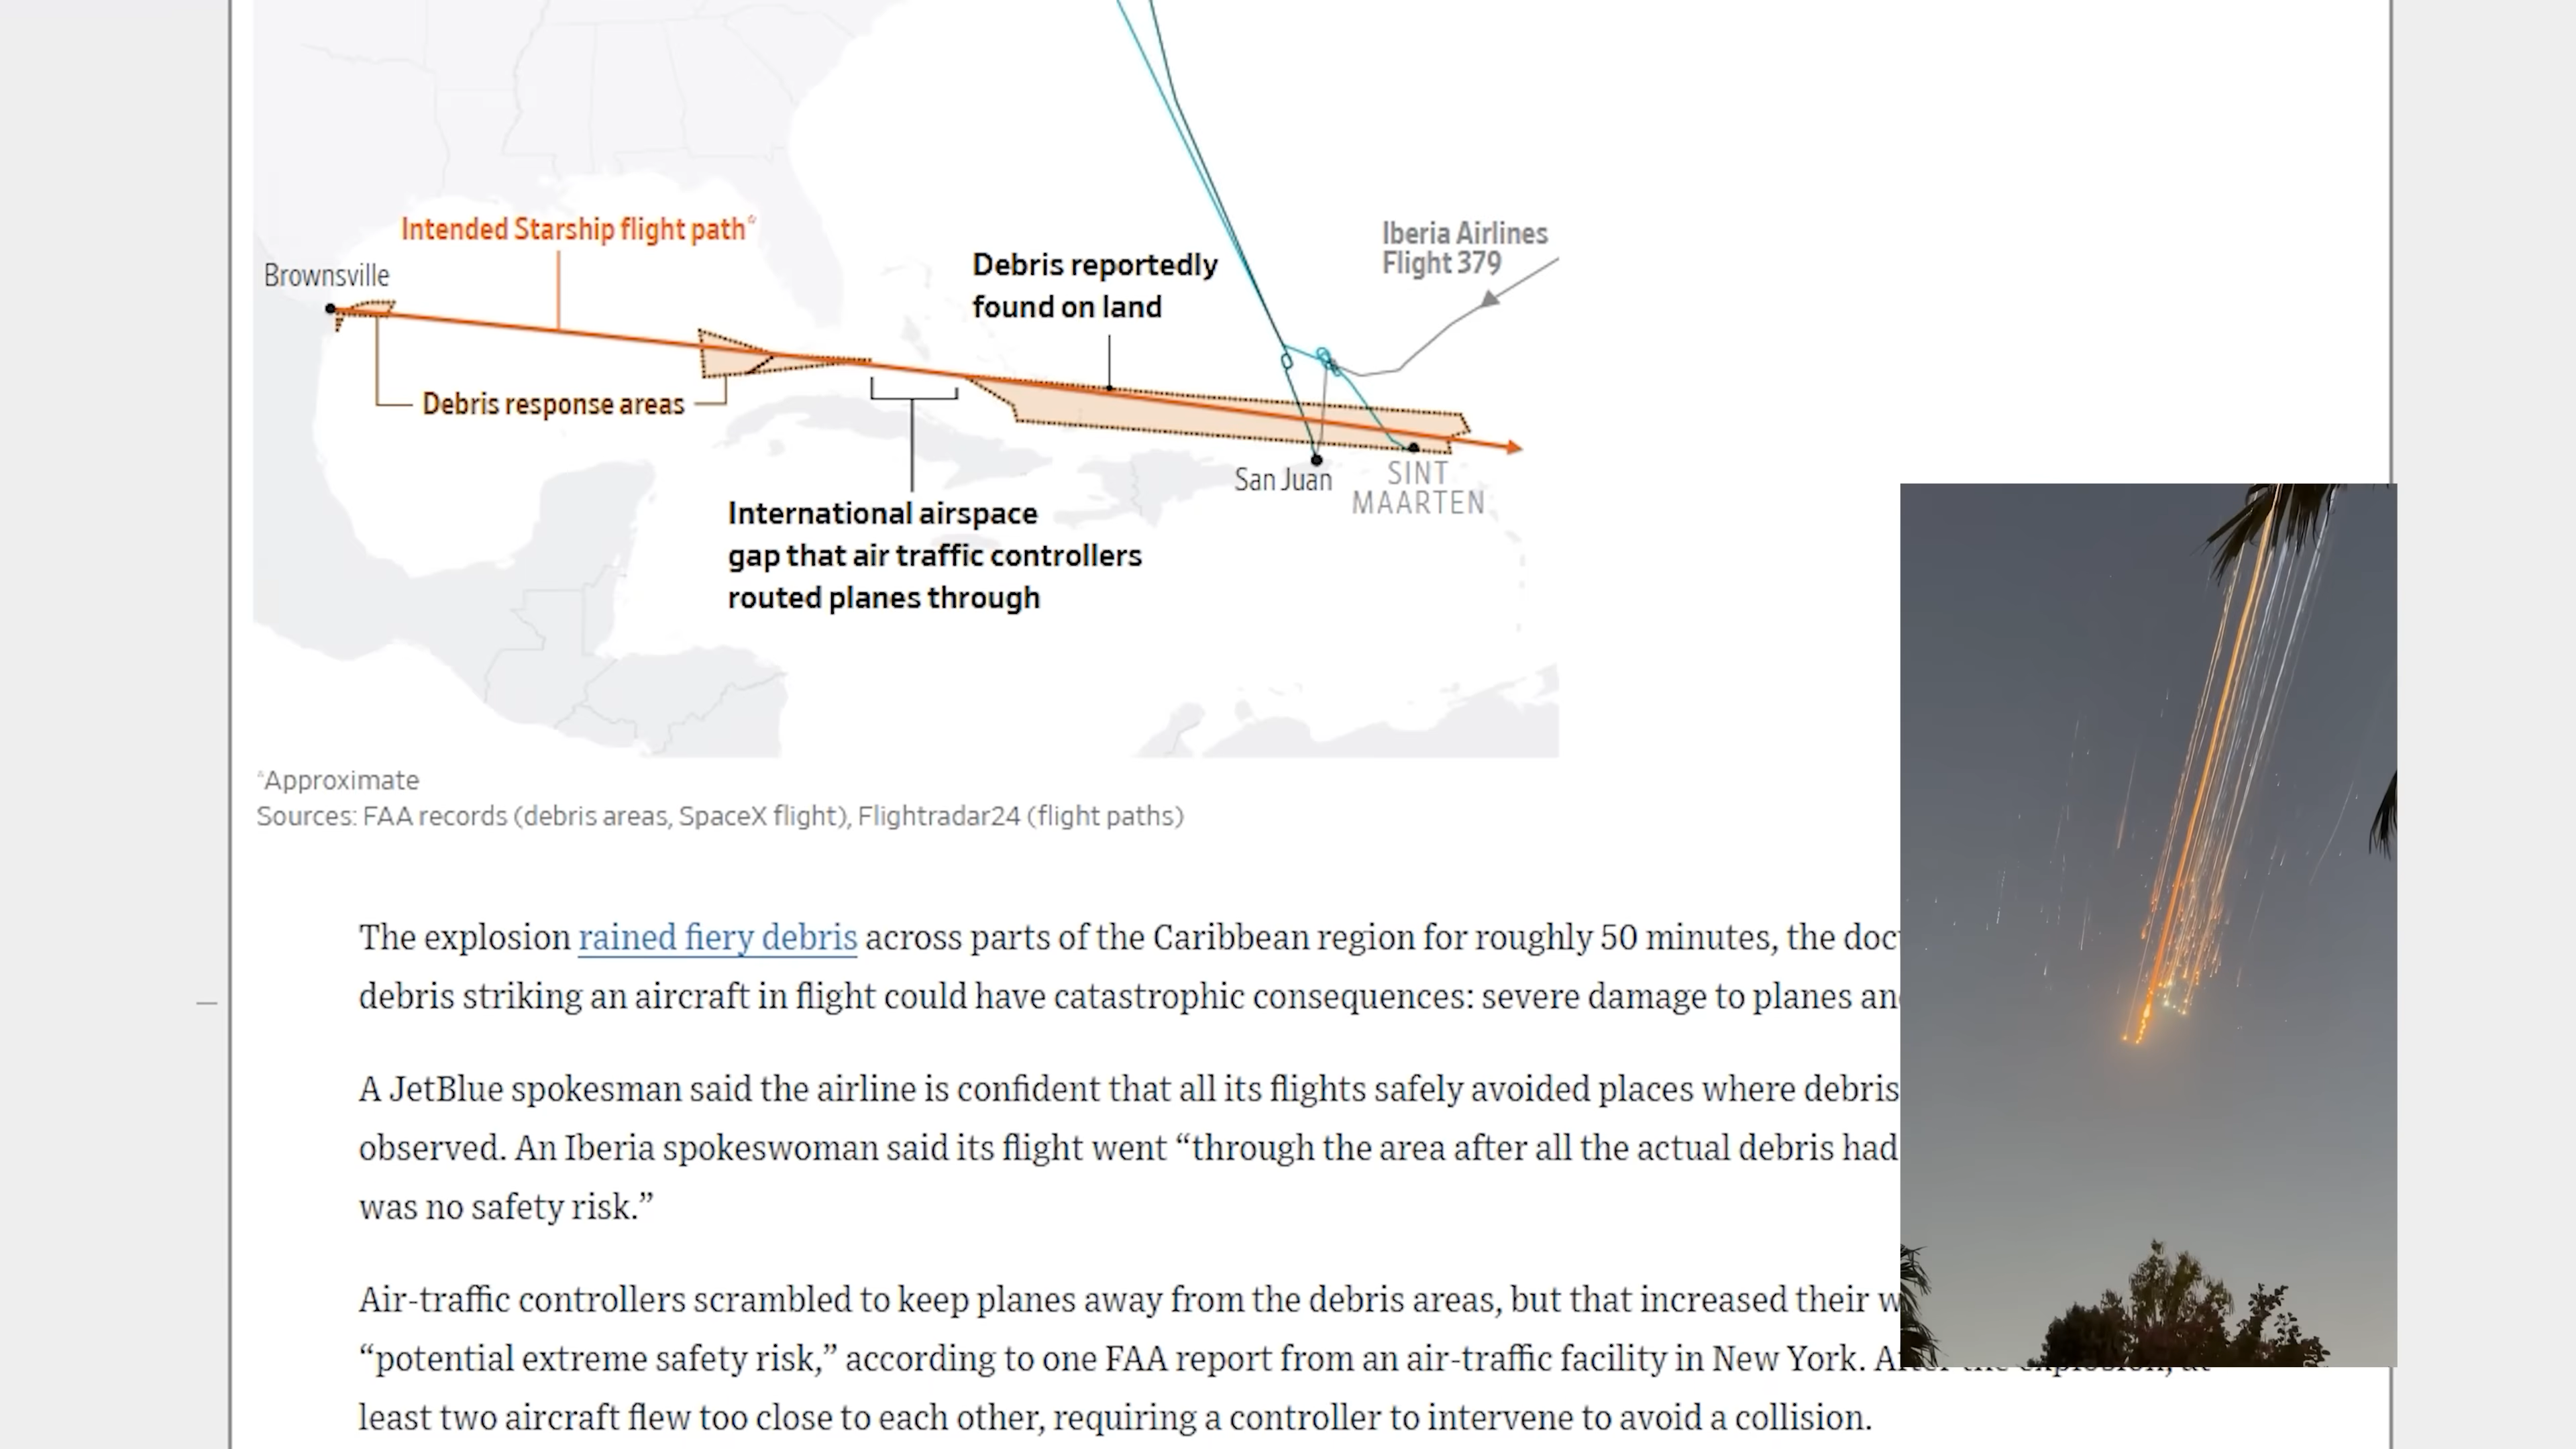 Intended Starship flight path
Brownsville
Debris reportedly
found on land
Iberia Airlines
Flight 379
Debris response areas
San Juan
SINT
MAARTEN
International airspace
gap that air traffic controllers
routed planes through
Approximate
Sources: FAA records (debris areas, SpaceX flight), Flightradar24 (flight paths)
The explosion rained fiery debris across parts of the Caribbean region for roughly 50 minutes, the
debris striking an aircraft in flight could have catastrophic consequences: severe damage to planes
A JetBlue spokesman said the airline is confident that all its flights safely avoided places where debris
observed. An Iberia spokeswoman said its flight went “through the area after all the actual debris had
was no safety risk.”
Air-traffic controllers scrambled to keep planes away from the debris areas, but that increased their
“potential extreme safety risk,” according to one FAA report from an air-traffic facility in New York.
least two aircraft flew too close to each other, requiring a controller to intervene to avoid a collision.